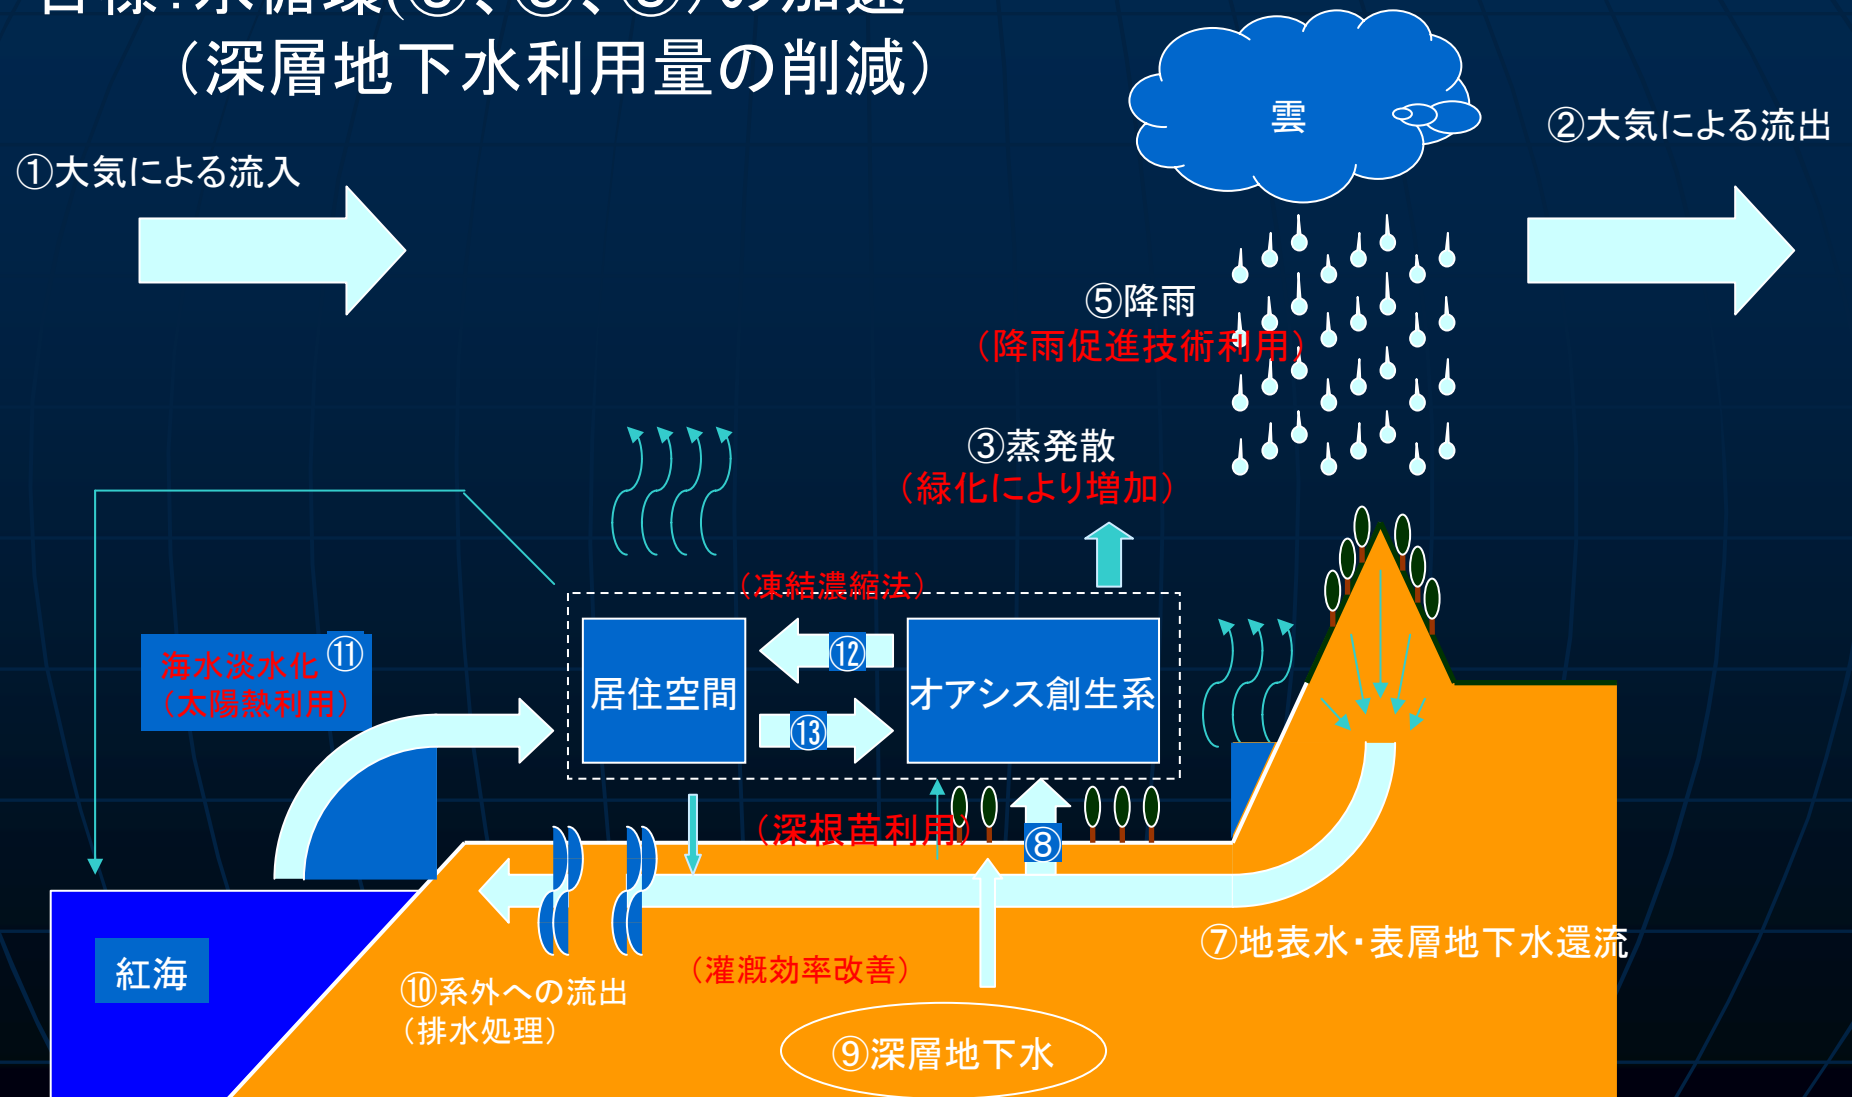 (深層地下水利用量の削減)
①大気による流入
雲
②大気による流出
⑤降雨
(降雨促進技術利用)
③蒸発散
(緑化により増加)
(凍結濃縮法)
海水淡水化 ⑪
(太陽熱利用)
居住空間
⑫
⑬
オアシス創生系
(深根苗利用)
⑧
紅海
⑩系外への流出
(排水処理)
(灌漑効率改善)
⑦地表水・表層地下水還流
⑨深層地下水